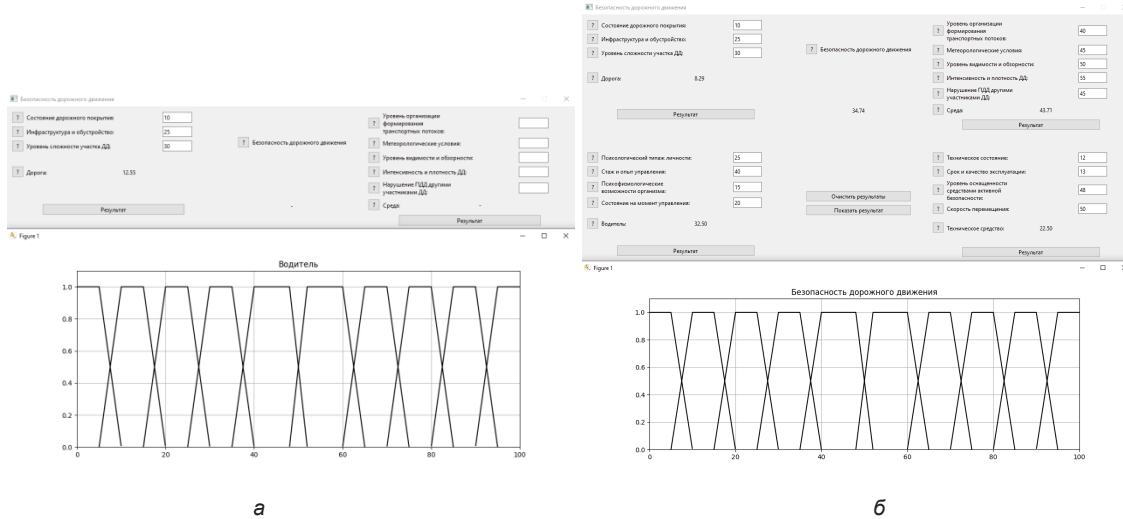 Безопасность дорожного движения
Состояние дорожного покрытия:
10
Инфраструктура и обустройство:
25
Уровень сложности участка ДД:
30
Дорога:
12.55
Результат
Безопасность дорожного движения
-
Уровень организации
формирования
транспортных потоков:
Метеорологические условия:
Уровень видимости и обзорности:
Интенсивность и плотность ДД:
Нарушение ПДД другими
участниками ДД:
Среда:
-
Результат
Figure 1
Водитель
1.0
0.8
0.6
0.4
0.2
0.0
0 20 40 60 80 100
а
Безопасность дорожного движения
Состояние дорожного покрытия:
10
Инфраструктура и обустройство:
25
Уровень сложности участка ДД:
30
Дорога:
8.29
Результат
Безопасность дорожного движения
34.74
Уровень организации
формирования
транспортных потоков:
40
Метеорологические условия:
45
Уровень видимости и обзорности:
50
Интенсивность и плотность ДД:
55
Нарушение ПДД другими
участниками ДД:
45
Среда:
43.71
Результат
Психологический типаж личности:
25
Стаж и опыт управления:
40
Психофизиологические
возможности организма:
15
Состояние на момент управления:
20
Водитель:
32.50
Результат
Очистить результаты
Показать результат
Техническое состояние:
12
Срок и качество эксплуатации:
13
Уровень оснащенности
средствами активной
безопасности:
48
Скорость перемещения:
50
Техническое средство:
22.50
Результат
Figure 1
Безопасность дорожного движения
1.0
0.8
0.6
0.4
0.2
0.0
0 20 40 60 80 100
б